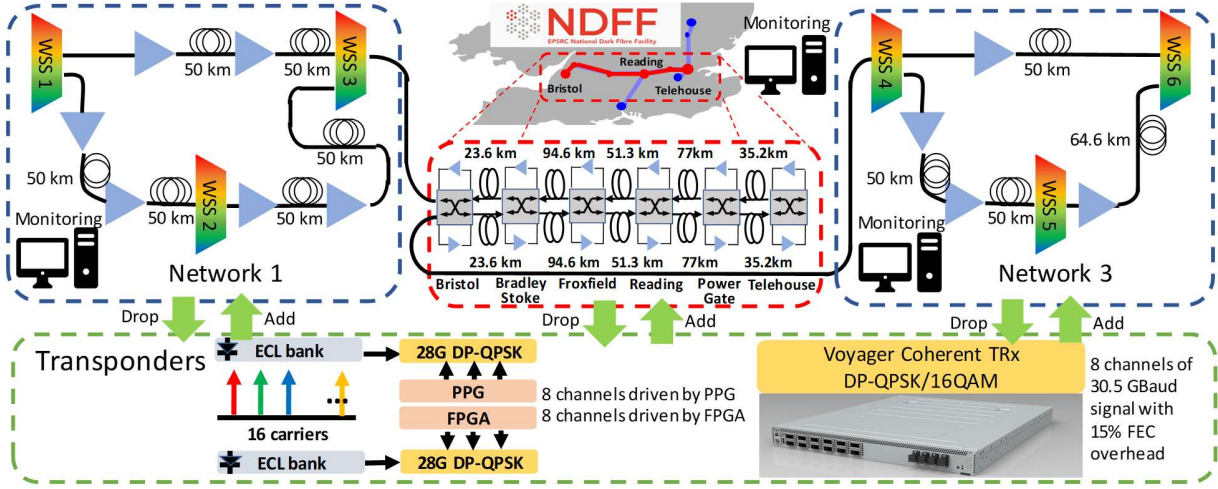 WSS 1
50 km
50 km
WSS 3
50 km
50 km
50 km
WSS 2
50 km
Monitoring
Network 1
NDFF
EPSRC National Dark Fibre Facility
Reading
Bristol
Telehouse
Monitoring
23.6 km
94.6 km
51.3 km
77km
35.2km
23.6 km
94.6 km
51.3 km
77km
35.2km
Bristol
Bradley
Stoke
Froxfield
Reading
Power
Gate
Telehouse
WSS 4
50 km
WSS 6
64.6 km
50 km
50 km
WSS 5
Monitoring
Network 3
Drop
Add
Drop
Add
Drop
Add
Transponders
ECL bank
28G DP-QPSK
PPG
8 channels driven by PPG
FPGA
8 channels driven by FPGA
16 carriers
ECL bank
28G DP-QPSK
Voyager Coherent TRx
DP-QPSK/16QAM
8 channels of
30.5 GBaud
signal with
15% FEC
overhead